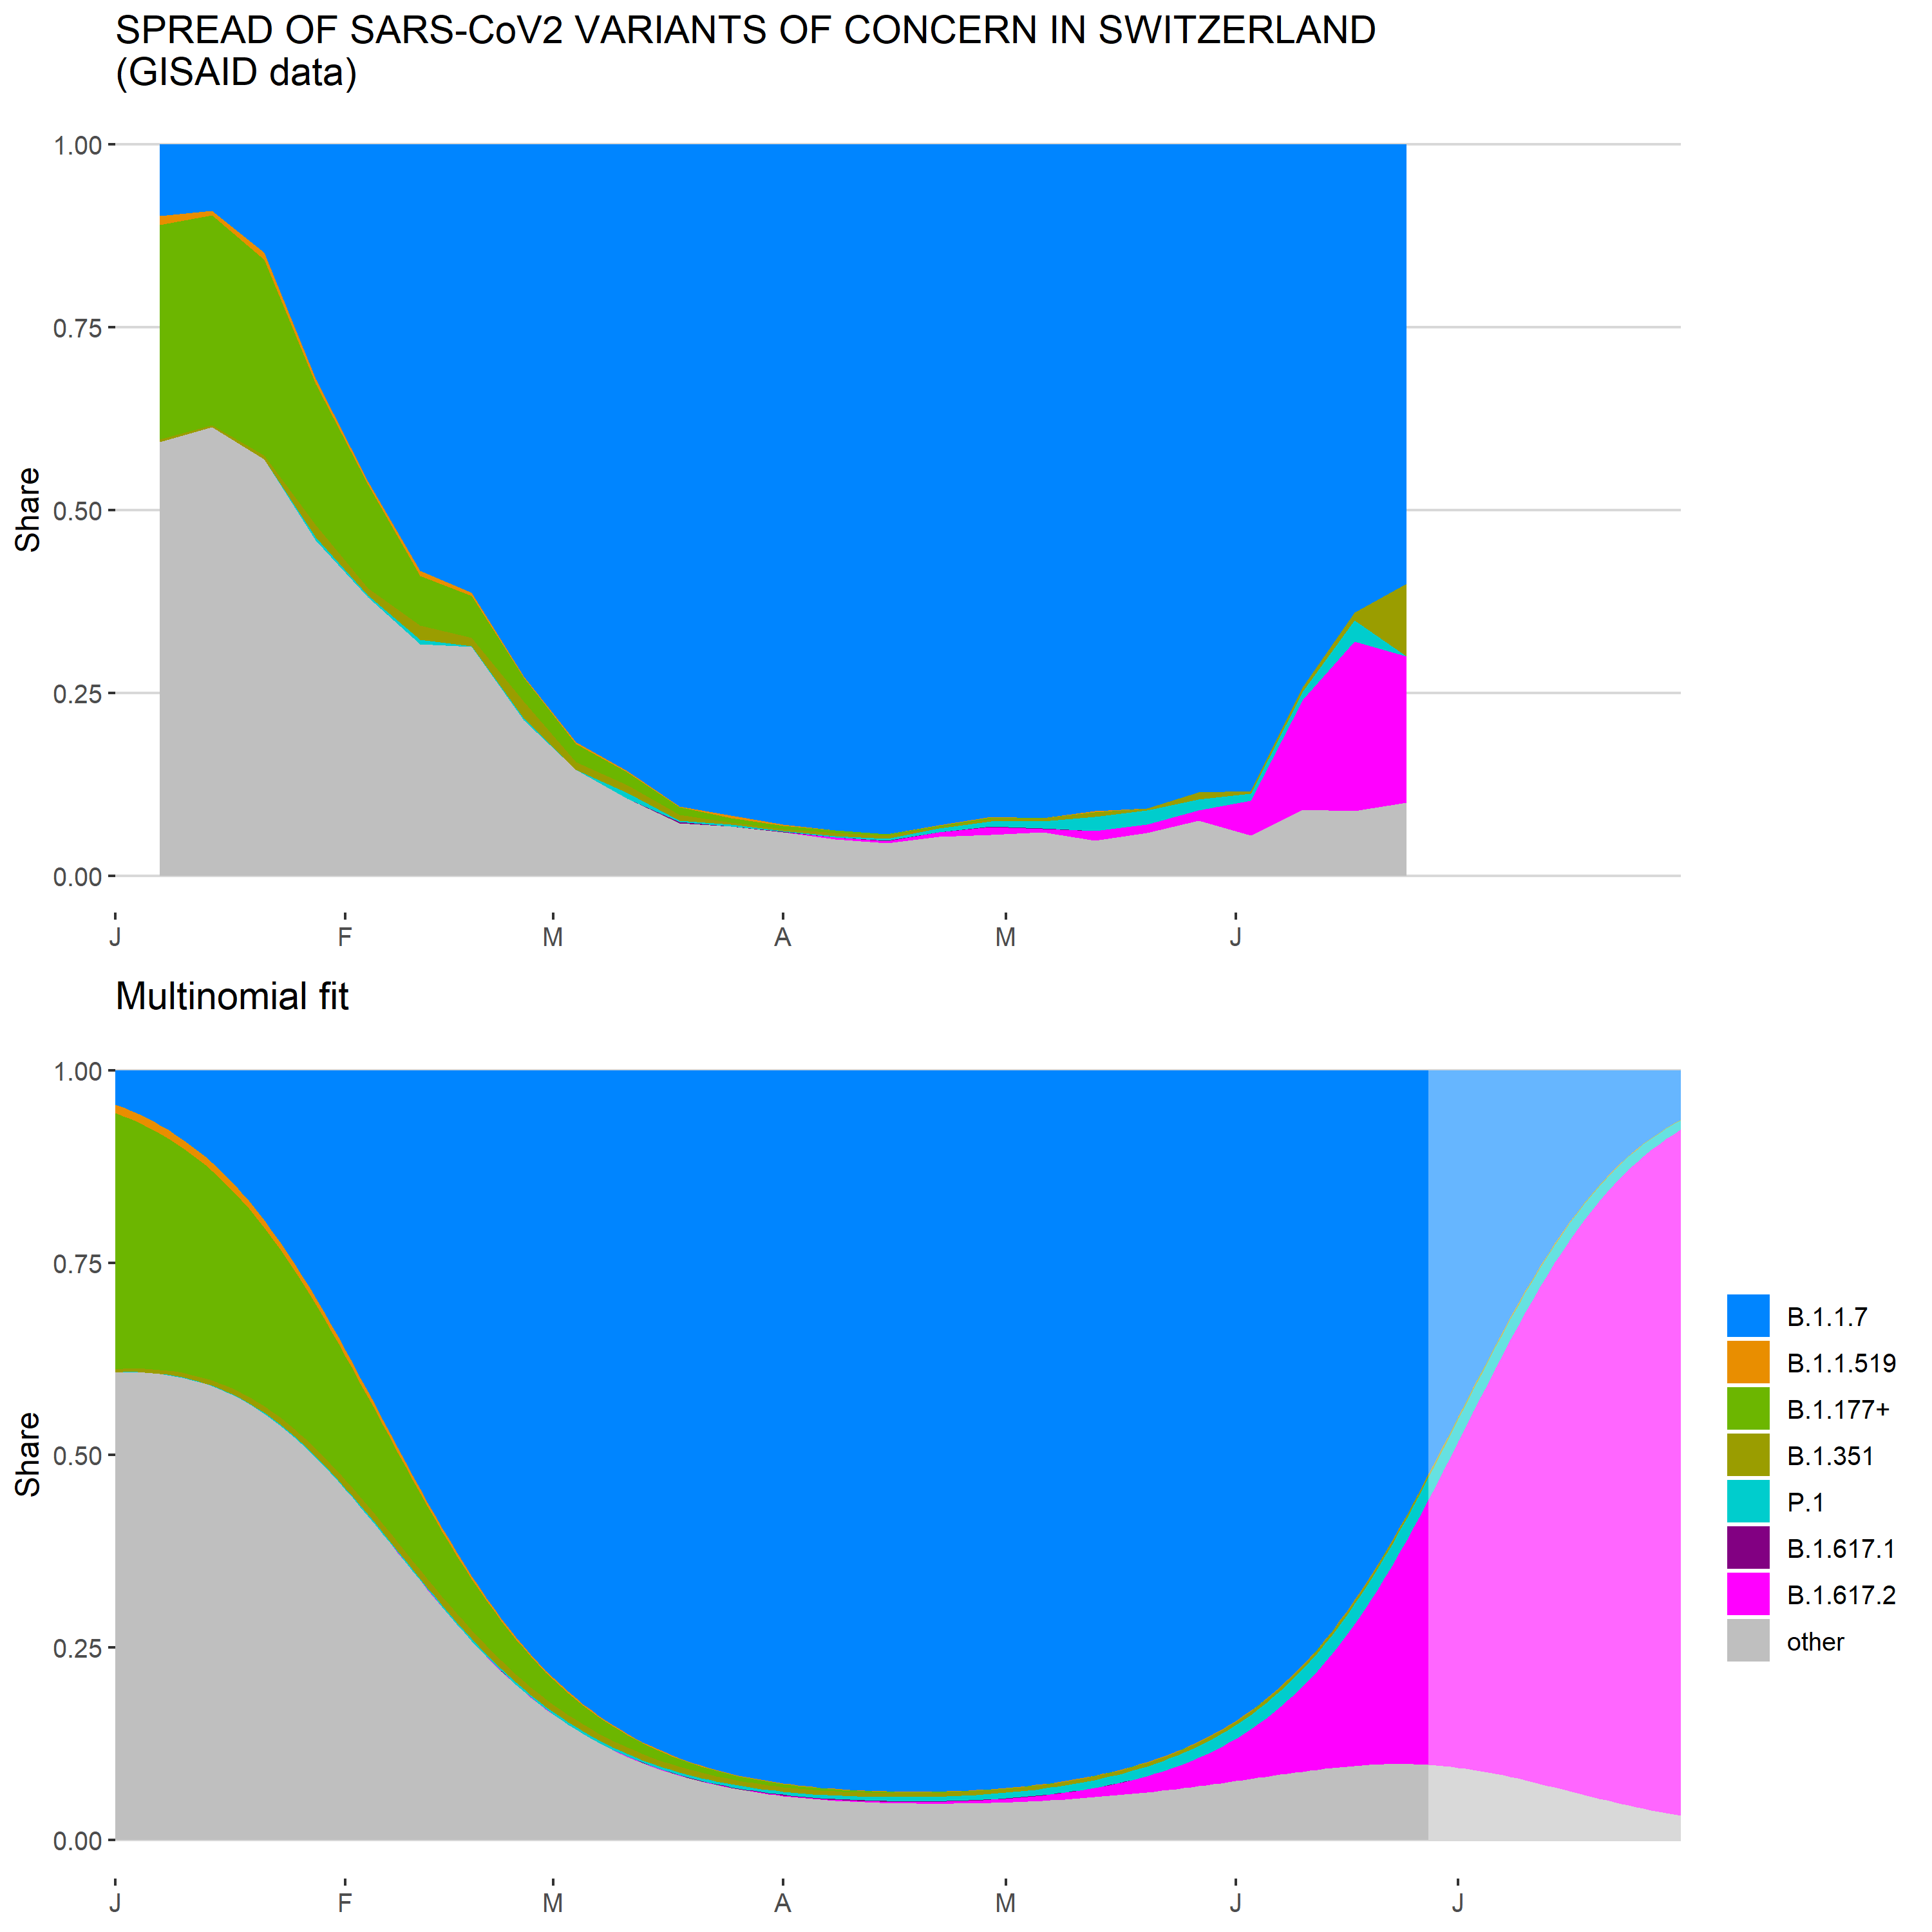 SPREAD OF SARS-CoV2 VARIANTS OF CONCERN IN SWITZERLAND
(GISAID data)
1.00
0.75
0.50
0.25
0.00
Share
J F M A M J
Multinomial fit
1.00
0.75
0.50
0.25
0.00
Share
J F M A M J J
B.1.1.7
B.1.1.519
B.1.177+
B.1.351
P.1
B.1.617.1
B.1.617.2
other